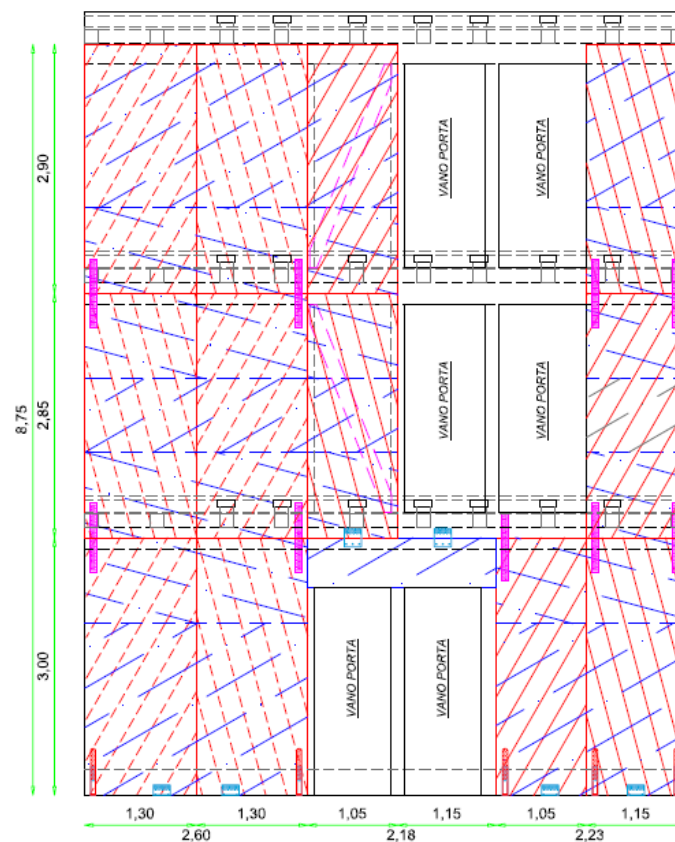 VANO PORTA
VANO PORTA
2,90
VANO PORTA
VANO PORTA
2,85
8,75
VANO PORTA
VANO PORTA
3,00
1,30
1,30
1,05
1,15
1,05
1,15
2,60
2,18
2,23